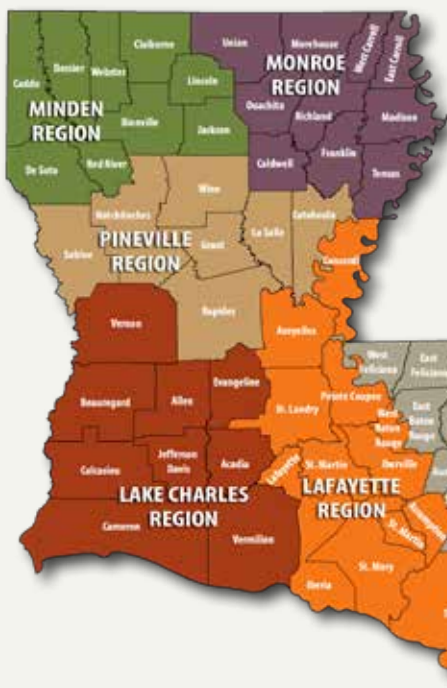 Claiborne
Union
Morehouse
West Carroll
East Carroll
Caddo
Bossier
Webster
Lincoln
MONROE
REGION
MINDEN
REGION
Ouachita
Richland
Madison
Bienville
Jackson
Franklin
De Soto
Red River
Caldwell
Tensas
Winn
Natchitoches
Catahoula
La Salle
Sabine
PINEVILLE
REGION
Grant
Vernon
Rapides
Avoyelles
West
Feliciana
East
Beauregard
Allen
Evangeline
St. Landry
Pointe Coupee
West
Baton
Rouge
East
Baton
Rouge
Calcasieu
Jefferson
Davis
Acadia
Lafayette
St. Martin
Iberville
LAKE CHARLES
REGION
LAFAYETTE
REGION
Assumption
St. Martin
Cameron
Vermilion
St. Mary
Iberia